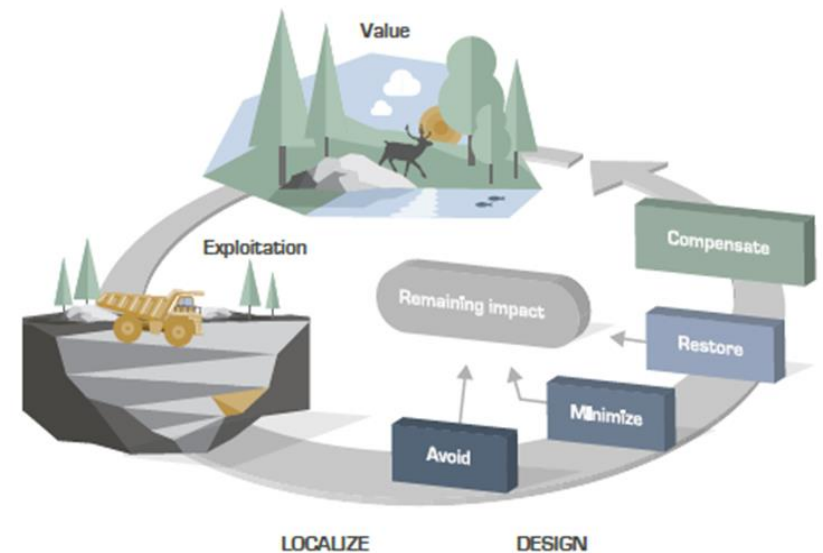 Value
Exploitation
Compensate
Remaining impact
Restore
Minimize
Avoid
LOCALIZE
DESIGN